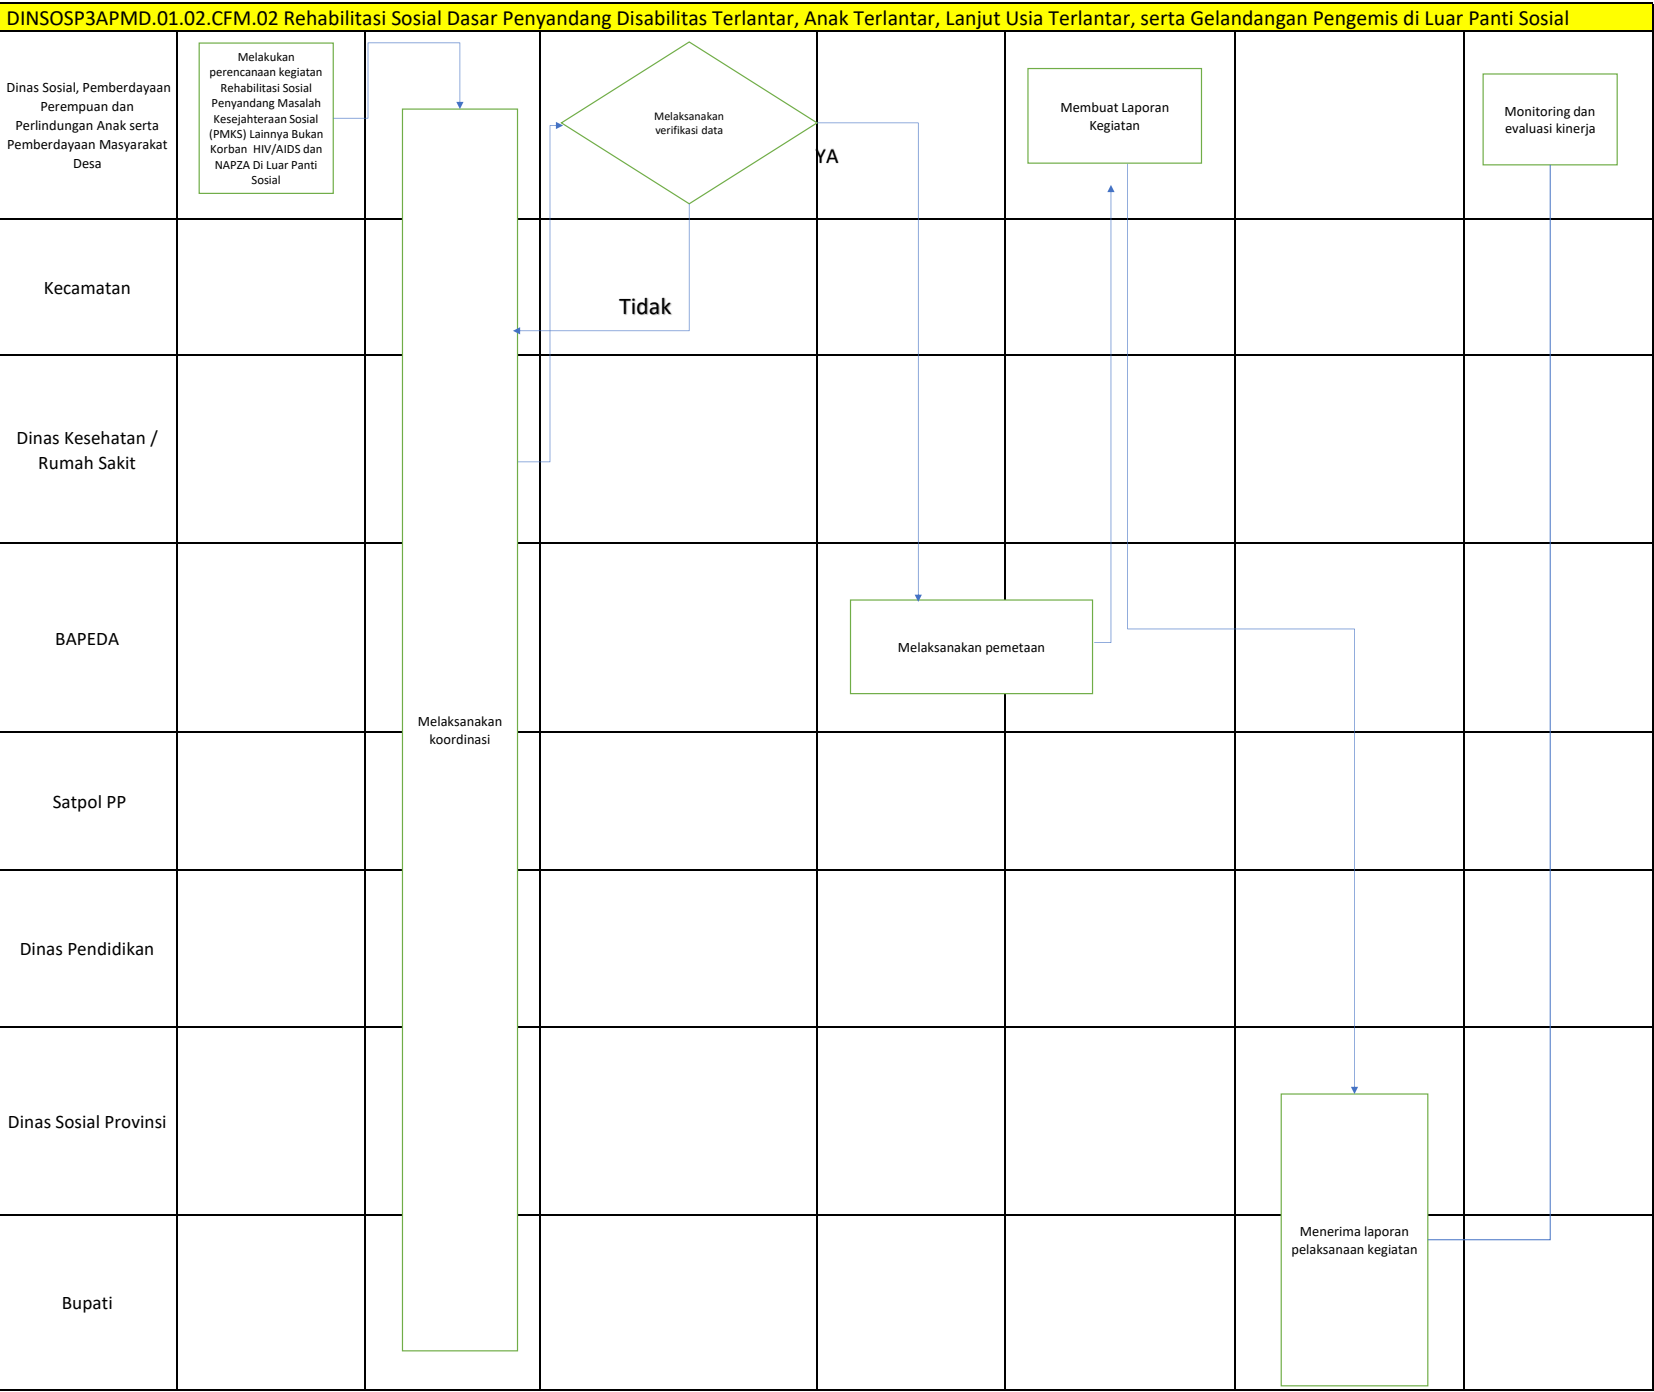 DINSOSP3APMD.01.02.CFM.02 Rehabilitasi Sosial Dasar Penyandang Disabilitas Terlantar, Anak Terlantar, Lanjut Usia Terlantar, serta Gelandangan Pengemis di Luar Panti Sosial
Dinas Sosial, Pemberdayaan
Perempuan dan
Perlindungan Anak serta
Pemberdayaan Masyarakat
Desa
Melakukan
perencanaan kegiatan
Rehabilitasi Sosial
Penyandang Masalah
Kesejahteraan Sosial
(PMKS) Lainnya Bukan
Korban HIV/AIDS dan
NAPZA Di Luar Panti
Sosial
Melaksanakan
verifikasi data
YA
Membuat Laporan
Kegiatan
Monitoring dan
evaluasi kinerja
Kecamatan
Tidak
Dinas Kesehatan /
Rumah Sakit
BAPEDA
Melaksanakan pemetaan
Melaksanakan
koordinasi
Satpol PP
Dinas Pendidikan
Dinas Sosial Provinsi
Menerima laporan
pelaksanaan kegiatan
Bupati